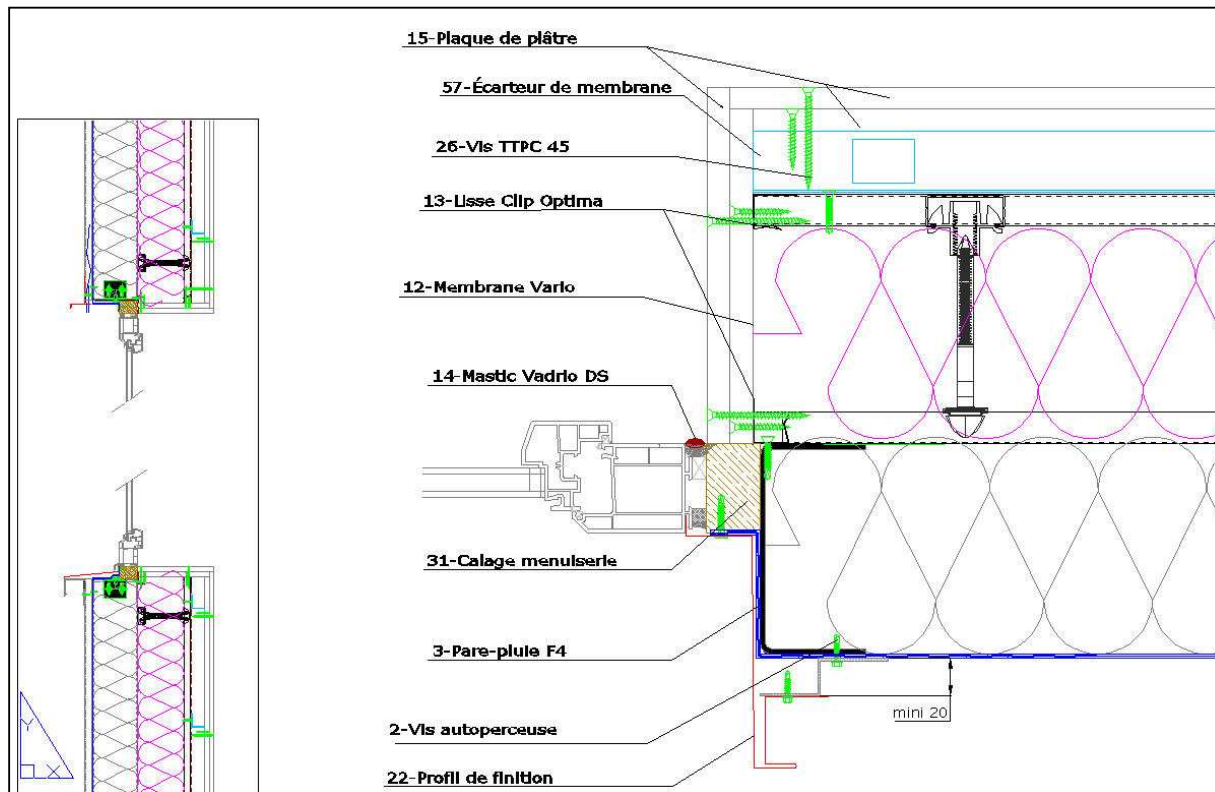 15-Plaque de plâtre
57-Écarteur de membrane
26-Vis TTPC 45
13-Lisse Clip Optima
12-Membrane Vario
14-Mastic Vadrio DS
31-Calage menuiserie
3-Pare-pluie F4
2-Vis autoperceuse
mini 20
22-Profil de finition
Y
X